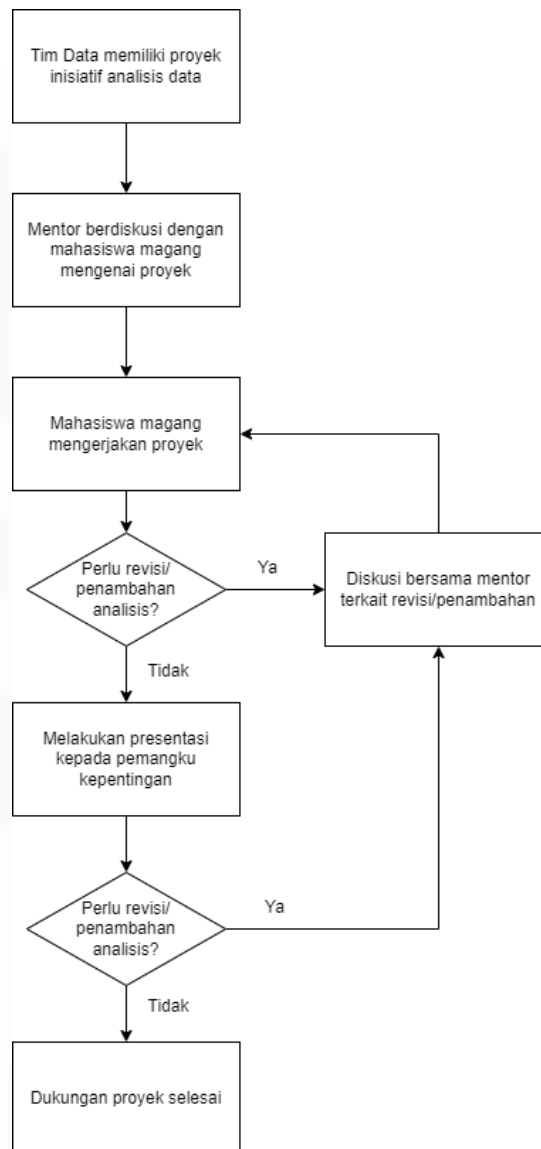 Tim Data memiliki proyek
inisiatif analisis data
Mentor berdiskusi dengan
mahasiswa magang
mengenai proyek
Mahasiswa magang
mengerjakan proyek
Perlu revisi/
penambahan
analisis?
Ya
Diskusi bersama mentor
terkait revisi/penambahan
Tidak
Melakukan presentasi
kepada pemangku
kepentingan
Perlu revisi/
penambahan
analisis?
Ya
Tidak
Dukungan proyek selesai